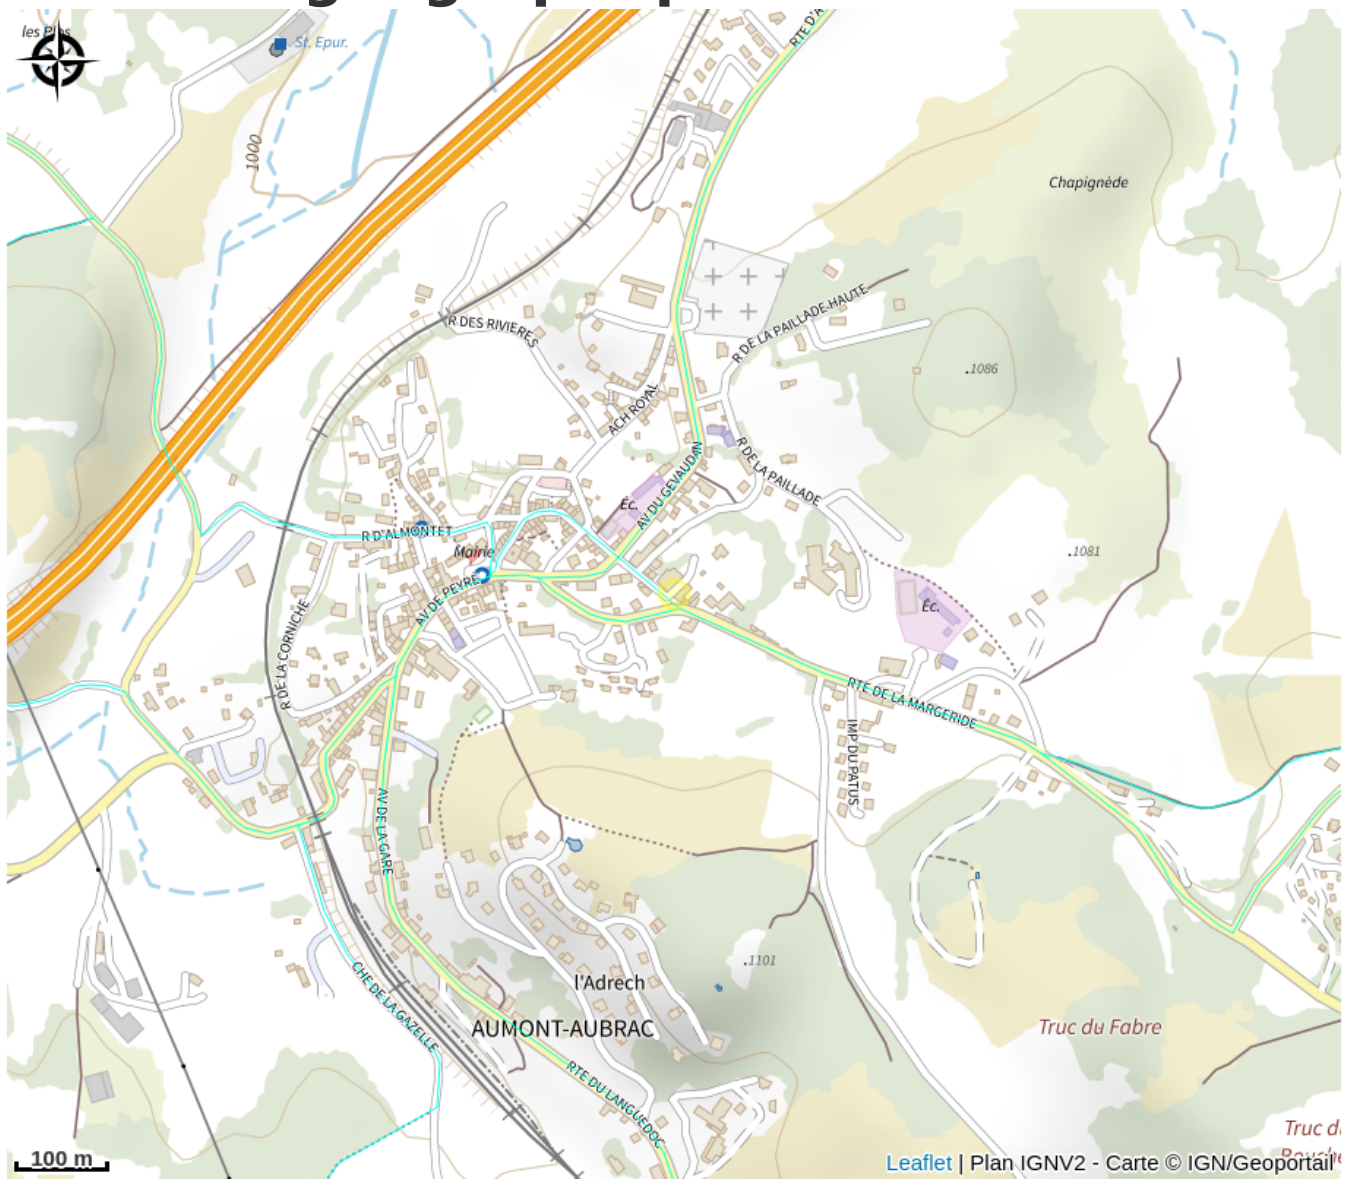 les Plos
St. Epur.
RTE D'A
1000
Chapignède
R DE LA PAILLADE HAUTE
R DES RIVIERES
.1086
ACH ROYAL
R DE LA PAILLADE
AV DU GEVAUDAN
Éc.
R D'ALMONTET
Mairie
.1081
AV DE PEYRE
Éc.
R DE LA CORNICHE
RTE DE LA MARGERIDE
IMP DU PATUS
AV DE LA GARE
.1101
l'Adrech
CHE DE LA GAZELLE
AUMONT-AUBRAC
Truc du Fabre
RTE DU LANGUEDOC
Truc d
100 m
Leaflet | Plan IGNV2 - Carte © IGN/Geoportail